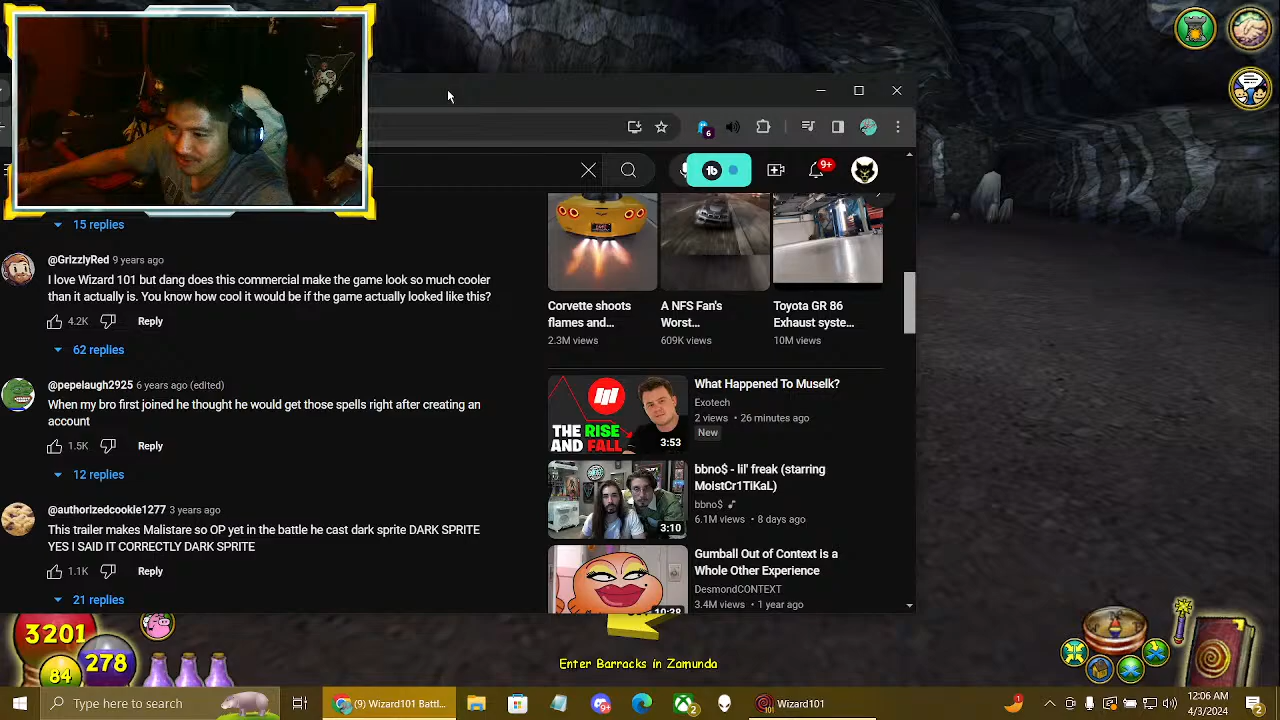 6
9+
15 replies
@GrizzlyRed 9 years ago
I love Wizard 101 but dang does this commercial make the game look so much cooler
than it actually is. You know how cool it would be if the game actually looked like this?
4.2K
Reply
62 replies
@pepelaugh2925 6 years ago (edited)
When my bro first joined he thought he would get those spells right after creating an
account
1.5K
Reply
12 replies
@authorizedcookie1277 3 years ago
This trailer makes Malistare so OP yet in the battle he cast dark sprite DARK SPRITE
YES I SAID IT CORRECTLY DARK SPRITE
1.1K
Reply
21 replies
Corvette shoots
flames and...
2.3M views
A NFS Fan's
Worst...
609K views
Toyota GR 86
Exhaust syste...
10M views
THE RISE
AND FALL
3:53
What Happened To Muselk?
Exotech
2 views • 26 minutes ago
New
3:10
bbno$ - lil' freak (starring
MoistCr1TIKaL)
bbno$
6.1M views • 8 days ago
10:38
Gumball Out of Context is a
Whole Other Experience
DesmondCONTEXT
3.4M views • 1 year ago
3201
278
84
Enter Barracks in Zamunda
Type here to search
(9) Wizard101 Battl...
9+
2
Wizard101
1
12:06 AM
4/3/2024
2